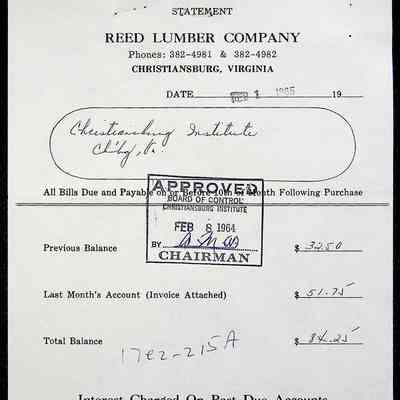 STATEMENT
REED LUMBER COMPANY
Phones: 382-4981 & 382-4982
CHRISTIANSBURG, VIRGINIA
DATE 1 1965 19
Christiansburg Institute
All Bills Due and Payable on or Before 10th of Month Following Purchase
APPROVED
BOARD OF CONTROL
CHRISTIANSBURG INSTITUTE
FEB 8 1964
BY
CHAIRMAN
Previous Balance $ 32.50
Last Month's Account (Invoice Attached) $ 51.75
Total Balance $ 84.25
17e2-215A
Interest Charged On Past Due Accounts